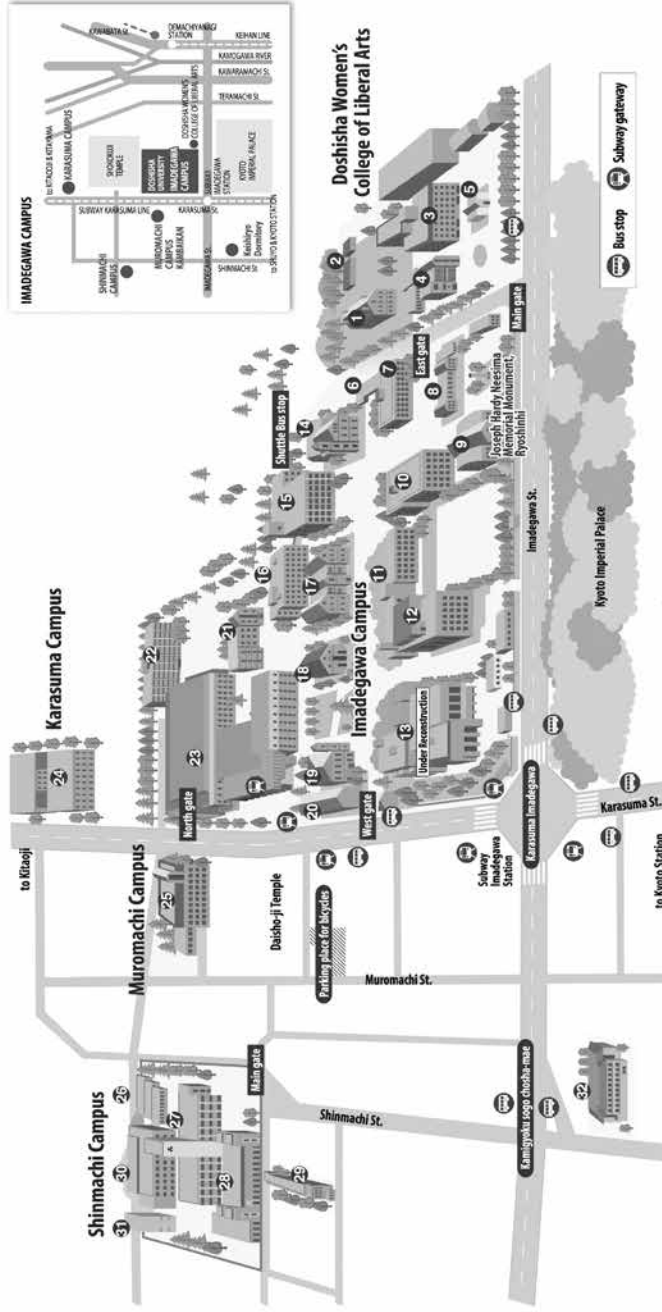 IMADEGAWA CAMPUS
KAWABATA St.
DEMACHIYANAGI
STATION
KEIHAN LINE
KAMOGAWA RIVER
KAWARAMACHI St.
TERAMACHI St.
to KITAOJI & KITAYAMA
KARASUMA CAMPUS
SHOKOKUJI
TEMPLE
DOSHISHA
UNIVERSITY
IMADEGAWA
CAMPUS
DOSHISHA WOMEN'S
COLLEGE OF LIBERAL ARTS
SUBWAY KARASUMA LINE
KARASUMA St.
SUBWAY
IMADEGAWA
STATION
KYOTO
IMPERIAL PALACE
SHINMACHI
CAMPUS
MUROMACHI
CAMPUS
KAMBAIKAN
IMADEGAWA St.
Keishiryo
Dormitory
SHINMACHI St.
Doshisha Women's
College of Liberal Arts
1
2
3
4
5
Bus stop
Subway gateway
Main gate
East gate
6
7
8
9
Joseph Hardy Neesima
Memorial Monument,
Ryoshinhi
Shuttle Bus stop
14
15
10
16
17
11
12
Imadegawa Campus
Imadegawa St.
Kyoto Imperial Palace
Karasuma Campus
22
21
18
23
24
13
Under Reconstruction
19
20
North gate
West gate
Karasuma Imadegawa
Karasuma St.
to Kitaoji
Muromachi Campus
25
Daisho-ji Temple
Parking place for bicycles
Subway
Imadegawa
Station
to Kyoto Station
Muromachi St.
Shinmachi Campus
26
27
28
29
30
31
Main gate
Shinmachi St.
Kamigyoku sogo chosha-mae
32